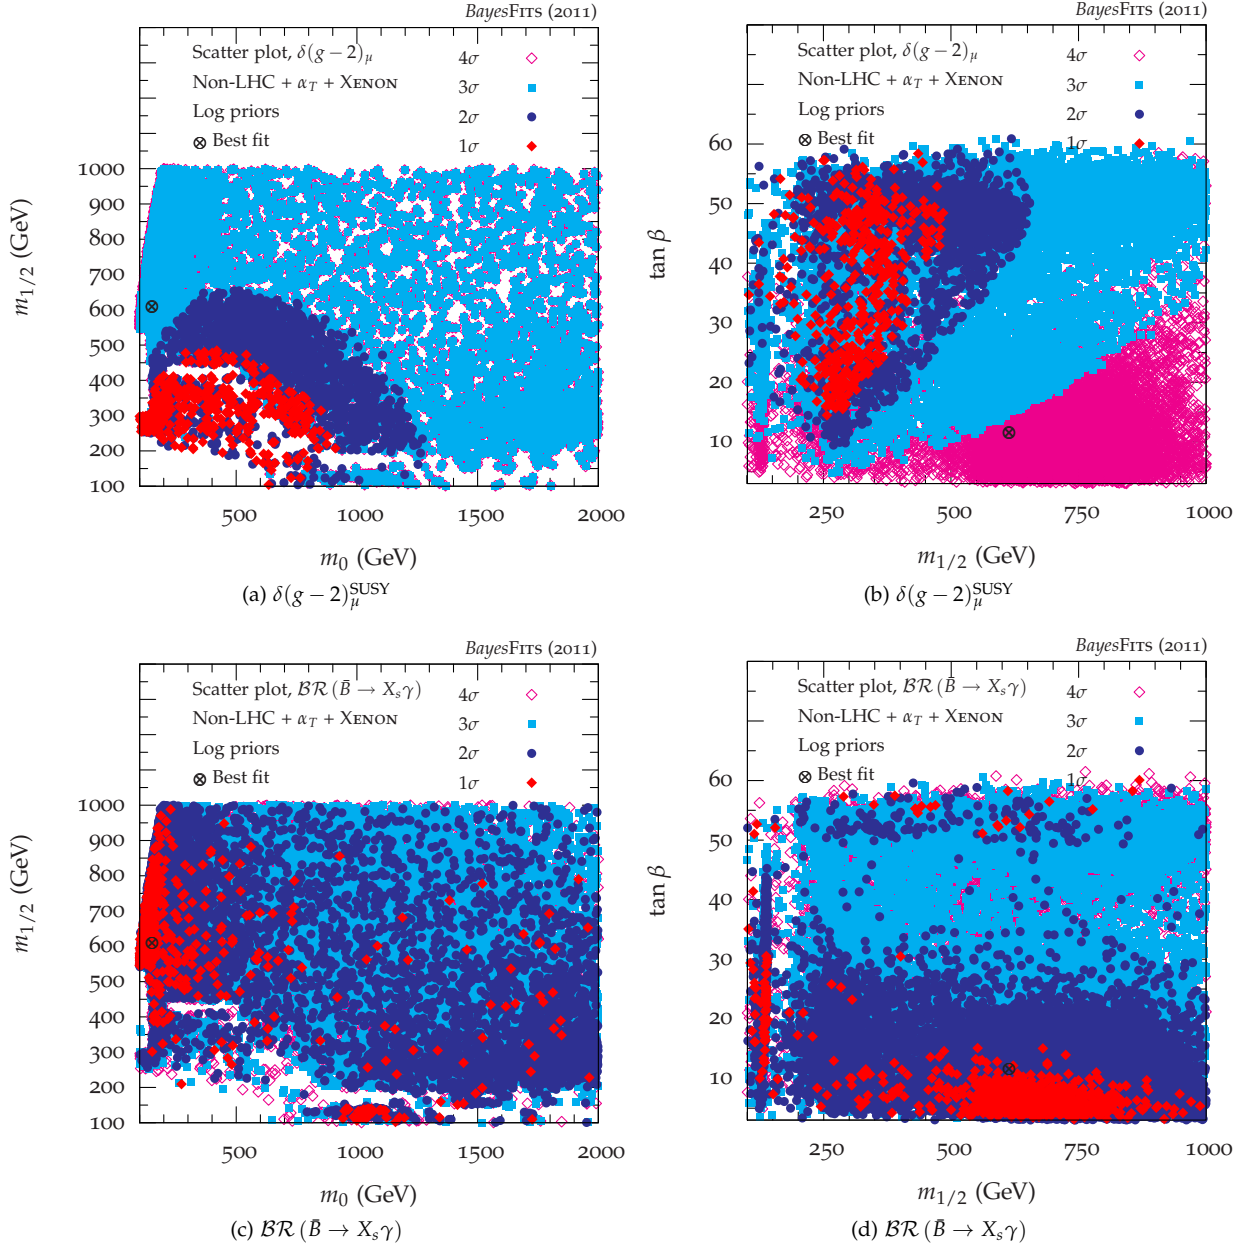 BayesFITS (2011)
Scatter plot, δ(g − 2)μ 4σ
Non-LHC + αT + XENON 3σ
Log priors 2σ
⊗ Best fit 1σ
1000
900
800
700
600
500
400
300
200
100
m1/2 (GeV)
500 1000 1500 2000
m0 (GeV)
(a) δ(g − 2)μ^SUSY
BayesFITS (2011)
Scatter plot, δ(g − 2)μ 4σ
Non-LHC + αT + XENON 3σ
Log priors 2σ
⊗ Best fit 1σ
60
50
40
30
20
10
tan β
250 500 750 1000
m1/2 (GeV)
(b) δ(g − 2)μ^SUSY
BayesFITS (2011)
Scatter plot, BR (B̄ → Xsγ) 4σ
Non-LHC + αT + XENON 3σ
Log priors 2σ
⊗ Best fit 1σ
1000
900
800
700
600
500
400
300
200
100
m1/2 (GeV)
500 1000 1500 2000
m0 (GeV)
(c) BR (B̄ → Xsγ)
BayesFITS (2011)
Scatter plot, BR (B̄ → Xsγ) 4σ
Non-LHC + αT + XENON 3σ
Log priors 2σ
⊗ Best fit 1σ
60
50
40
30
20
10
tan β
250 500 750 1000
m1/2 (GeV)
(d) BR (B̄ → Xsγ)